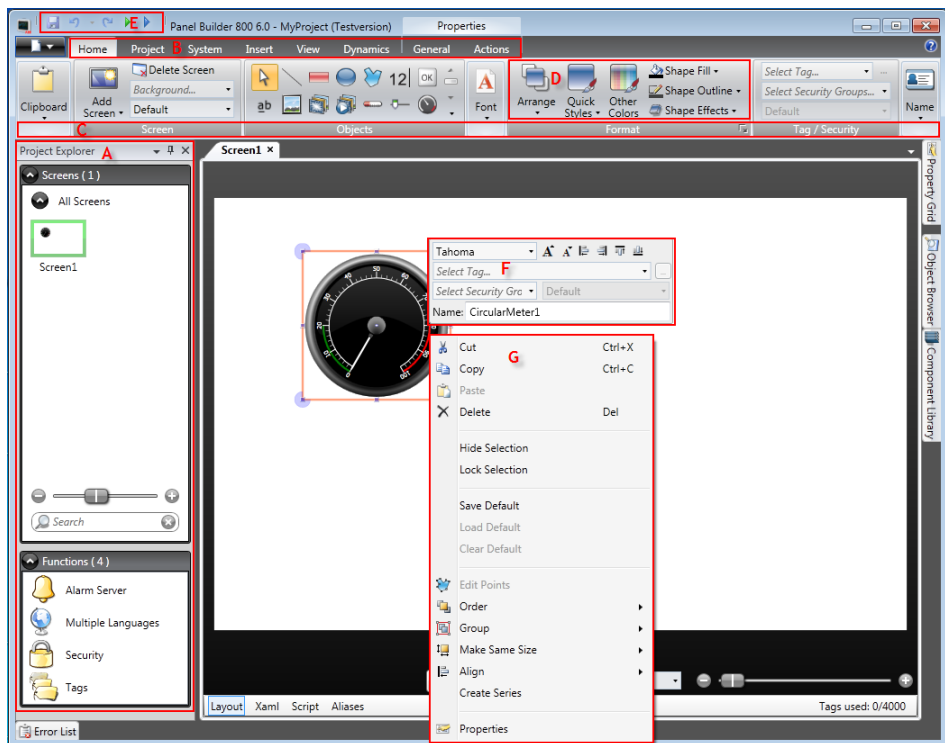 E
Panel Builder 800 6.0 - MyProject (Testversion)
Properties
Home Project B System Insert View Dynamics General Actions
Clipboard
Add Screen
Delete Screen
Background...
Default
Screen
ab
12
OK
Objects
A
Font
D
Arrange
Quick Styles
Other Colors
Shape Fill
Shape Outline
Shape Effects
Format
Select Tag...
Select Security Groups...
Default
Tag / Security
Name
C
Project Explorer A
Screens ( 1 )
All Screens
Screen1
Search
Functions ( 4 )
Alarm Server
Multiple Languages
Security
Tags
Error List
Screen1 ×
Tahoma
A A
Select Tag... F
Select Security Grc Default
Name: CircularMeter1
G
Cut Ctrl+X
Copy Ctrl+C
Paste
Delete Del
Hide Selection
Lock Selection
Save Default
Load Default
Clear Default
Edit Points
Order
Group
Make Same Size
Align
Create Series
Properties
Layout Xaml Script Aliases
Tags used: 0/4000
Property Grid
Object Browser
Component Library